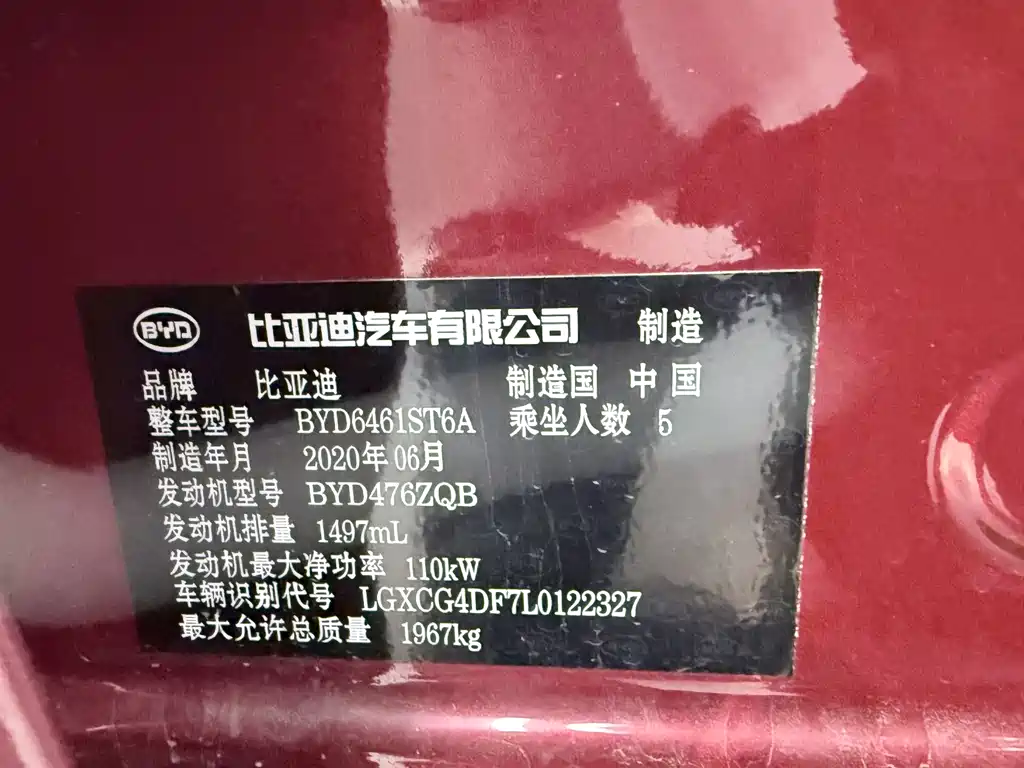 BYD 比亚迪汽车有限公司 制造
品牌 比亚迪 制造国 中国
整车型号 BYD6461ST6A 乘坐人数 5
制造年月 2020年06月
发动机型号 BYD476ZQB
发动机排量 1497mL
发动机最大净功率 110kW
车辆识别代号 LGXCG4DF7L0122327
最大允许总质量 1967kg